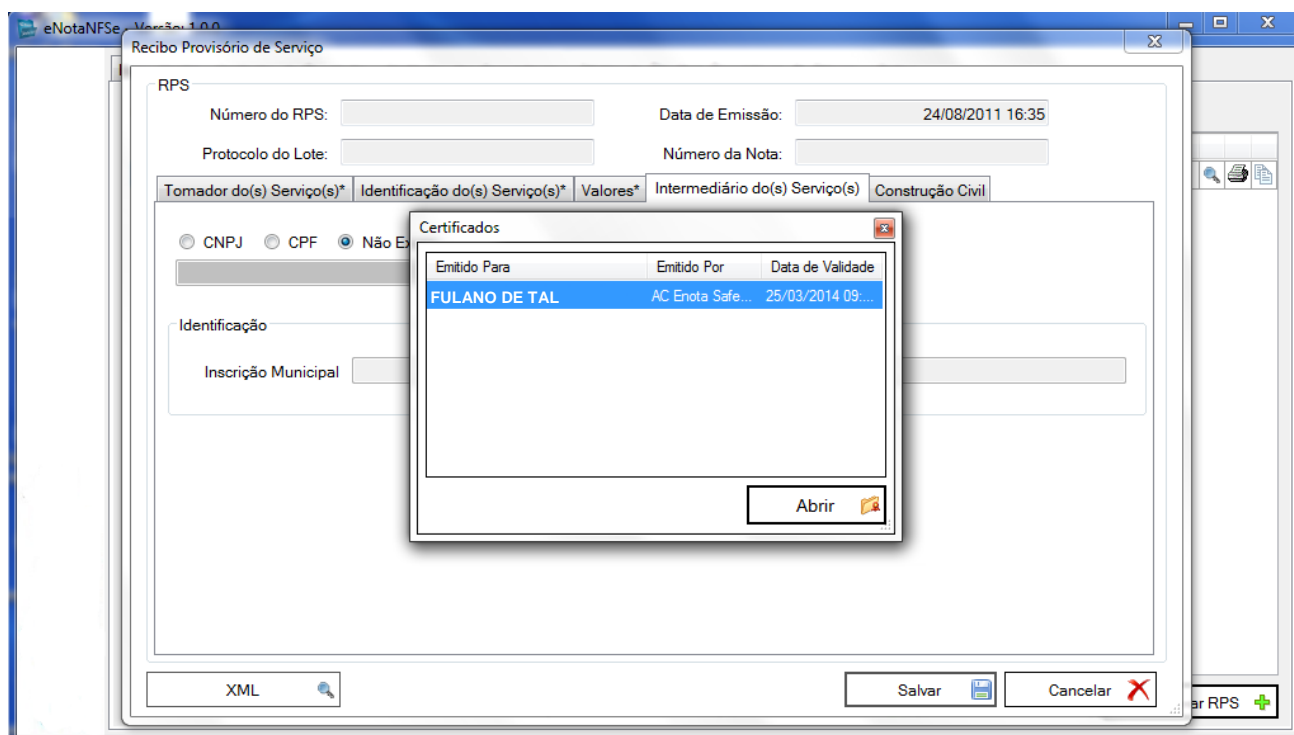 eNotaNFSe - Versão: 1.0.0
Recibo Provisório de Serviço
RPS
Número do RPS:
Data de Emissão: 24/08/2011 16:35
Protocolo do Lote:
Número da Nota:
Tomador do(s) Serviço(s)* Identificação do(s) Serviço(s)* Valores* Intermediário do(s) Serviço(s) Construção Civil
CNPJ CPF Não Ex
Certificados
Emitido Para Emitido Por Data de Validade
FULANO DE TAL AC Enota Safe... 25/03/2014 09:...
Identificação
Inscrição Municipal
Abrir
XML Salvar Cancelar
ar RPS